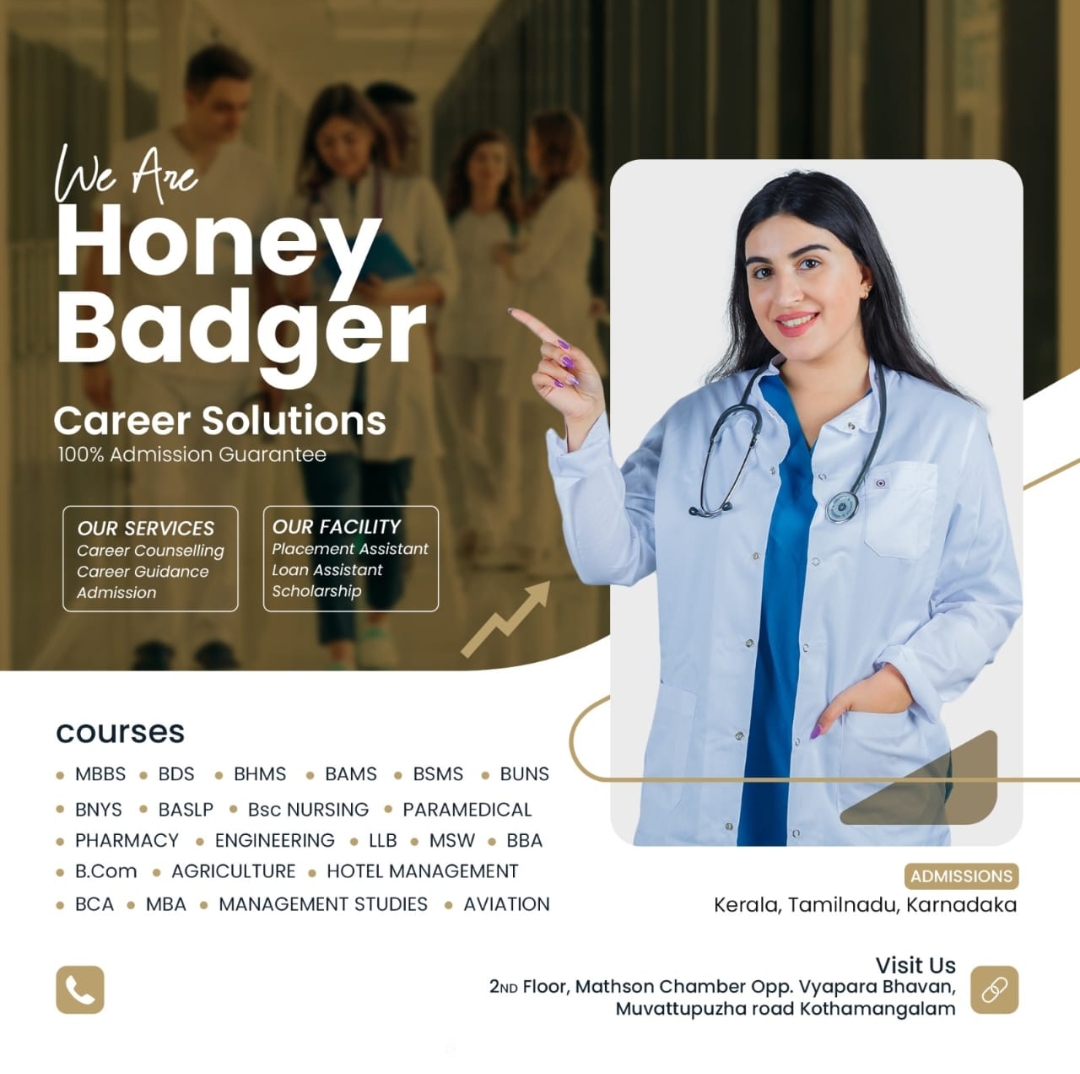 We Are
Honey
Badger
Career Solutions
100% Admission Guarantee
OUR SERVICES
Career Counselling
Career Guidance
Admission
OUR FACILITY
Placement Assistant
Loan Assistant
Scholarship
courses
• MBBS • BDS • BHMS • BAMS • BSMS • BUNS
• BNYS • BASLP • Bsc NURSING • PARAMEDICAL
• PHARMACY • ENGINEERING • LLB • MSW • BBA
• B.Com • AGRICULTURE • HOTEL MANAGEMENT
• BCA • MBA • MANAGEMENT STUDIES • AVIATION
ADMISSIONS
Kerala, Tamilnadu, Karnadaka
Visit Us
2ND Floor, Mathson Chamber Opp. Vyapara Bhavan,
Muvattupuzha road Kothamangalam